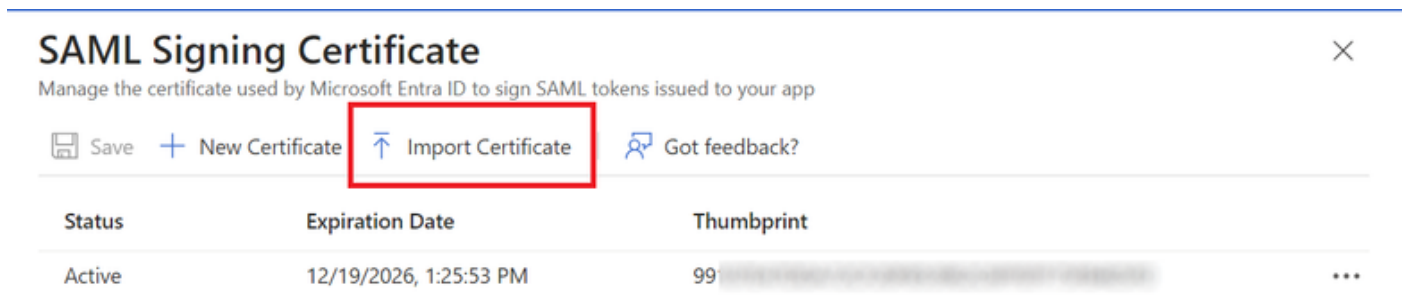 SAML Signing Certificate
Manage the certificate used by Microsoft Entra ID to sign SAML tokens issued to your app
Save New Certificate Import Certificate Got feedback?
Status Expiration Date Thumbprint
Active 12/19/2026, 1:25:53 PM